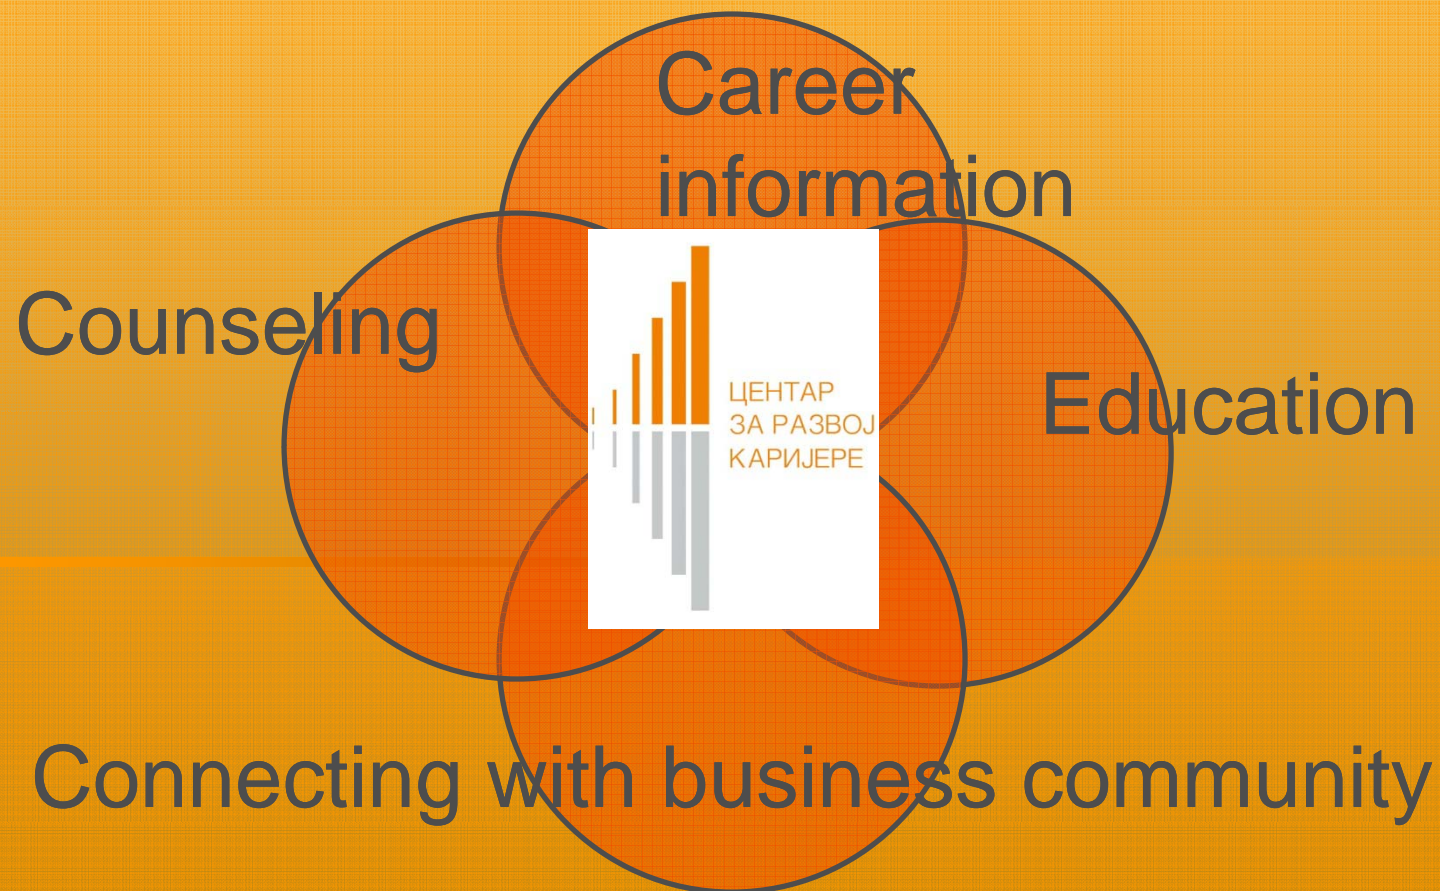 Career
information
Counseling
ЦЕНТАР
ЗА РАЗВОЈ
КАРИЈЕРЕ
Education
Connecting with business community